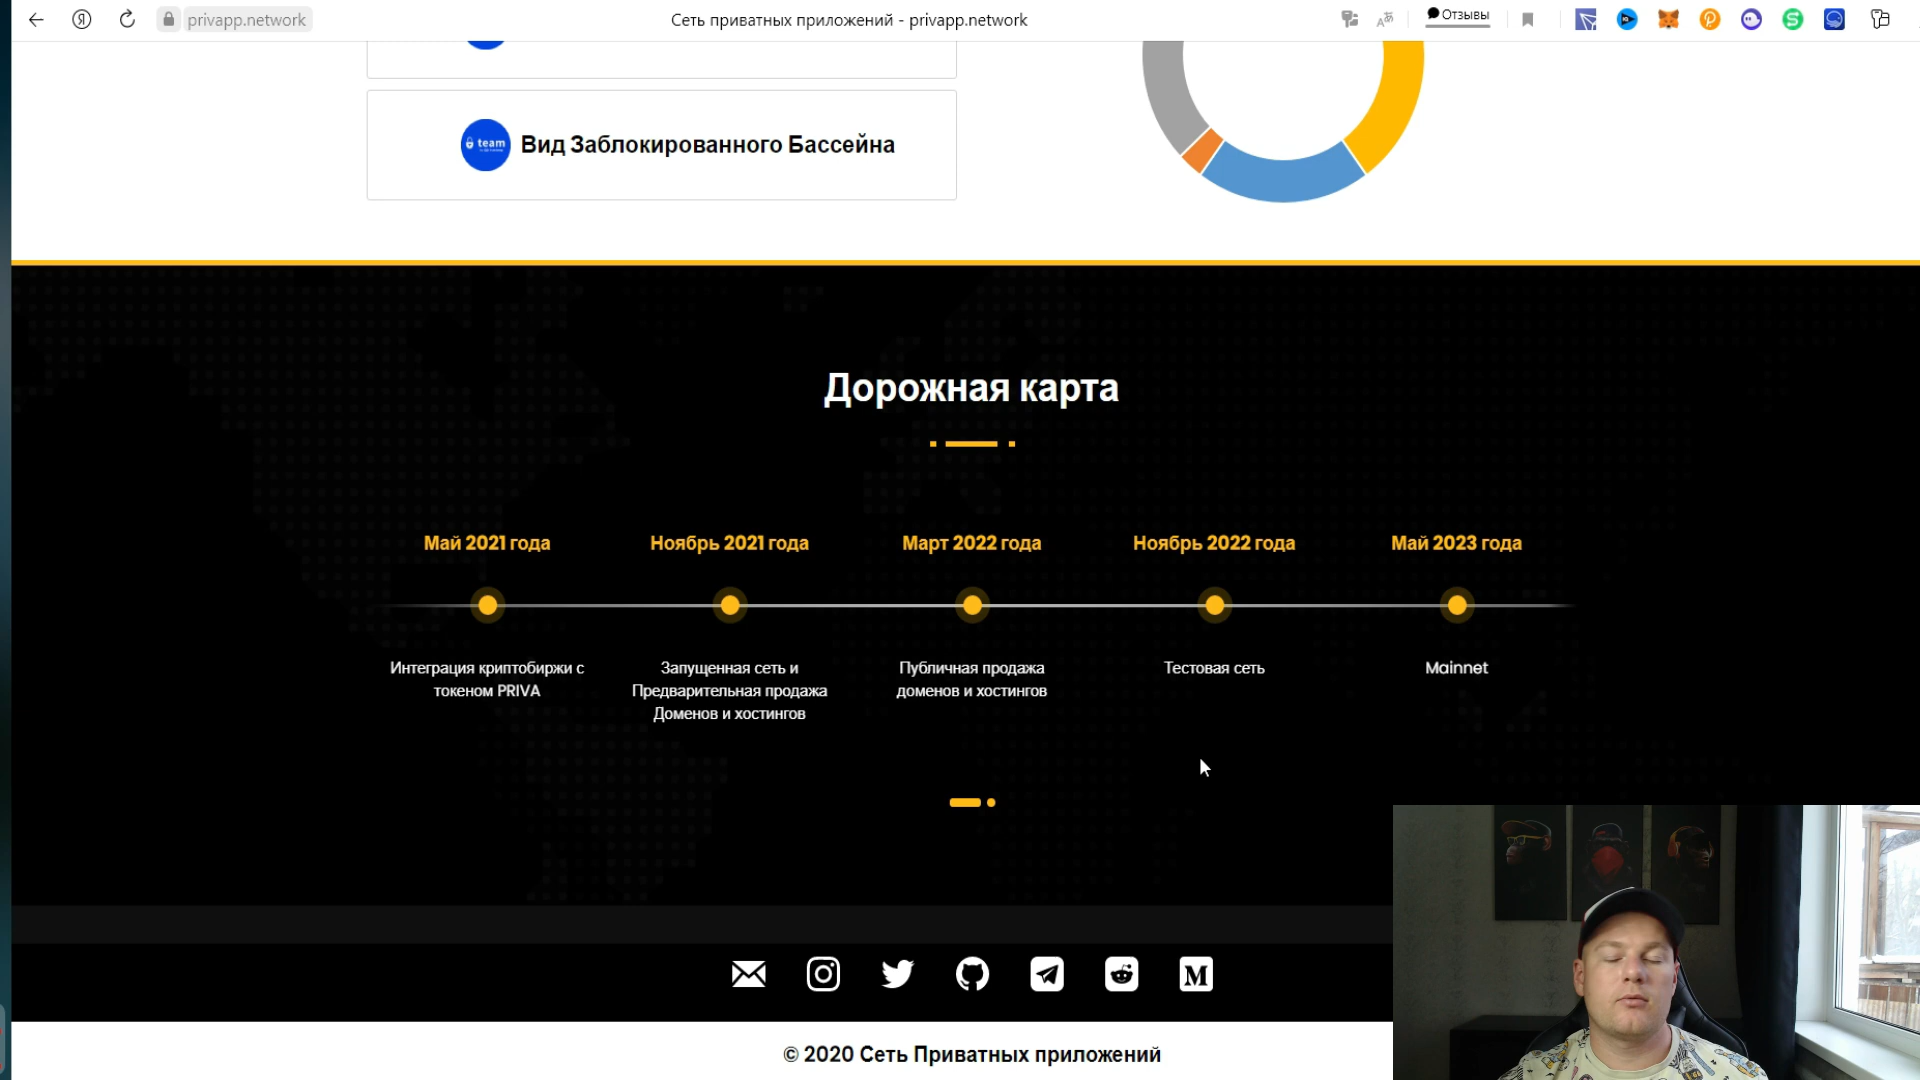 privapp.network
Сеть приватных приложений - privapp.network
Отзывы
team
Вид Заблокированного Бассейна
Дорожная карта
Май 2021 года
Ноябрь 2021 года
Март 2022 года
Ноябрь 2022 года
Май 2023 года
Интеграция криптобиржи с
токеном PRIVA
Запущенная сеть и
Предварительная продажа
Доменов и хостингов
Публичная продажа
доменов и хостингов
Тестовая сеть
Mainnet
© 2020 Сеть Приватных приложений